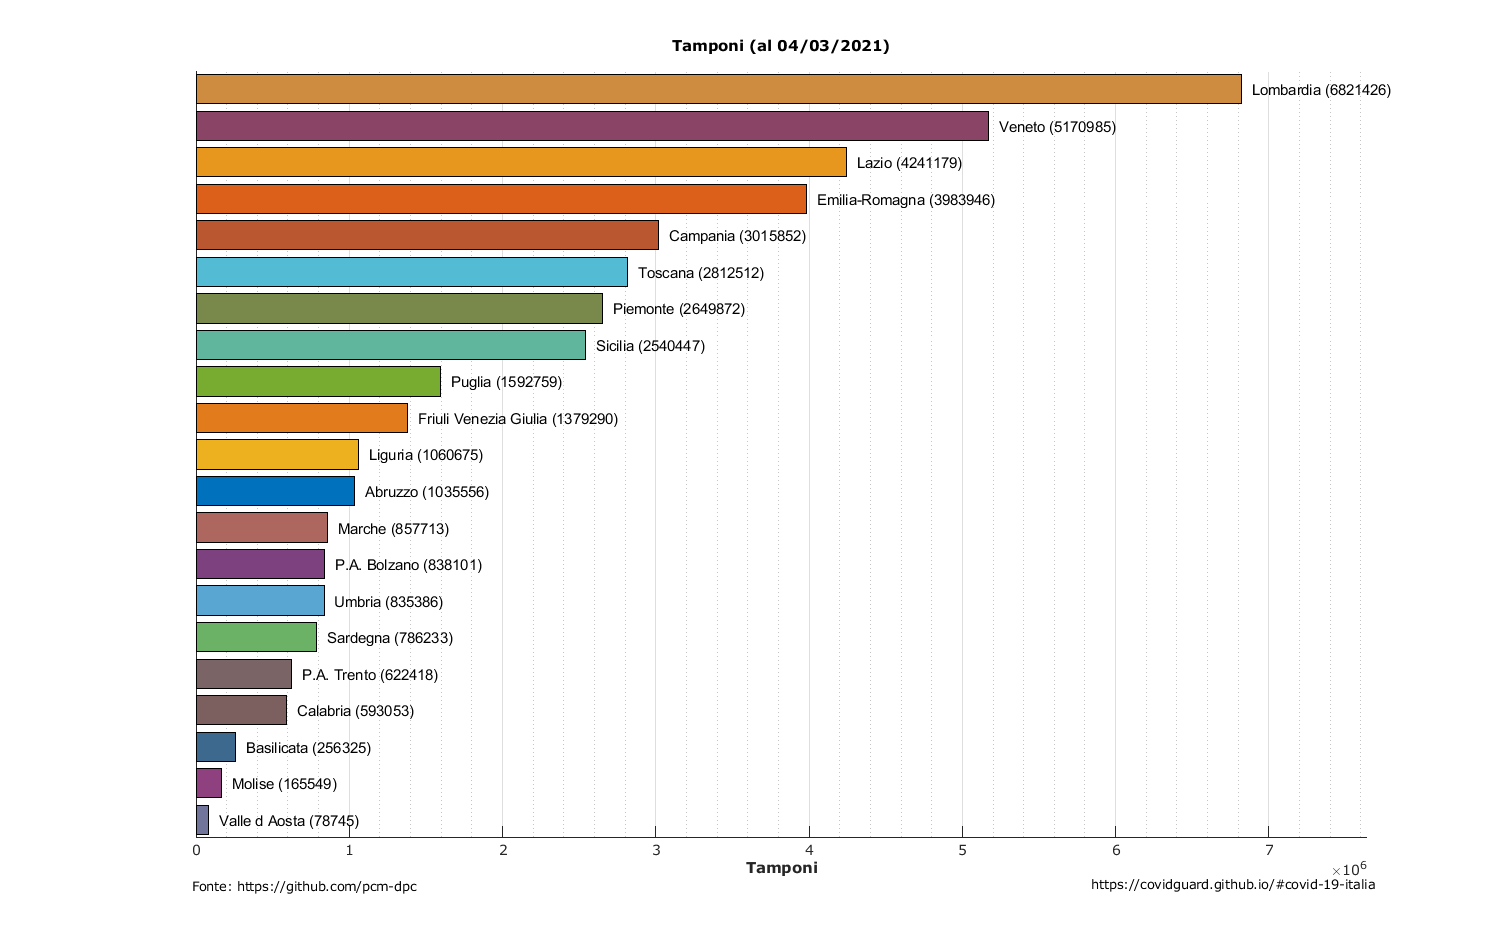 Tamponi (al 04/03/2021)
Lombardia (6821426)
Veneto (5170985)
Lazio (4241179)
Emilia-Romagna (3983946)
Campania (3015852)
Toscana (2812512)
Piemonte (2649872)
Sicilia (2540447)
Puglia (1592759)
Friuli Venezia Giulia (1379290)
Liguria (1060675)
Abruzzo (1035556)
Marche (857713)
P.A. Bolzano (838101)
Umbria (835386)
Sardegna (786233)
P.A. Trento (622418)
Calabria (593053)
Basilicata (256325)
Molise (165549)
Valle d Aosta (78745)
0 1 2 3 4 5 6 7
×10⁶
Tamponi
Fonte: https://github.com/pcm-dpc
https://covidguard.github.io/#covid-19-italia